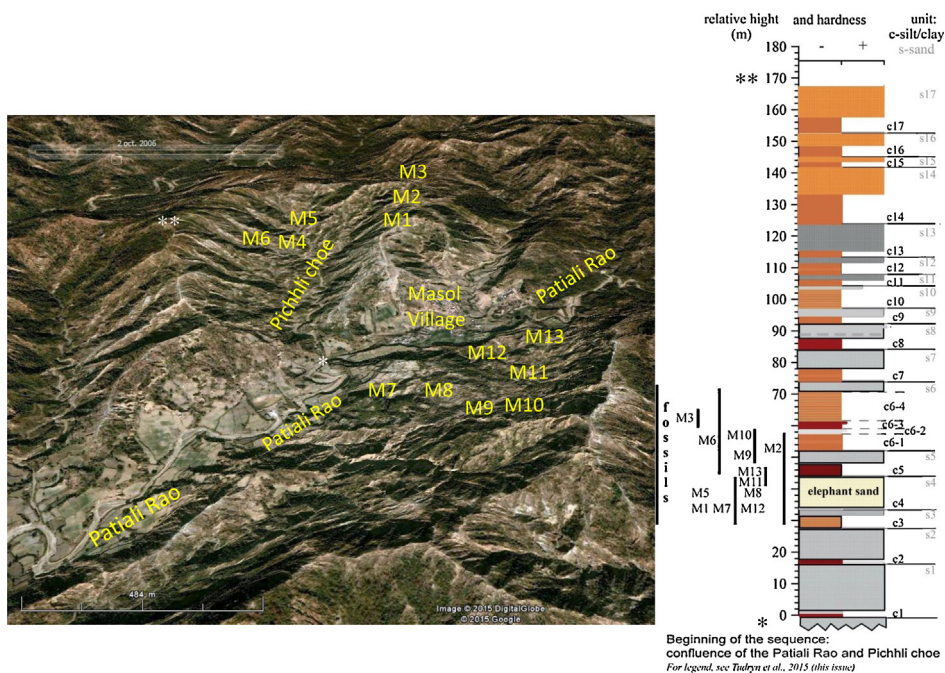 2 oct. 2006
M3
M2
**
M5
M1
M6
M4
Pichhli choe
Patiali Rao
Masol
Village
M13
M12
*
M11
M7
M8
Patiali Rao
M9
M10
Patiali Rao
484 m
Image © 2015 DigitalGlobe
© 2015 Google
relative hight
(m)
and hardness
unit:
c-silt/clay
s-sand
- +
180
**
170
160
150
140
130
120
110
100
90
80
70
60
50
20
10
0
*
s17
c17
s16
c16
c15
s15
s14
c14
s13
c13
s12
c12
s11
c11
s10
c10
s9
c9
s8
c8
s7
c7
s6
c6-4
c6-3
c6-2
c6-1
s5
c5
s4
elephant sand
c4
s3
c3
s2
c2
s1
c1
fossils
M3
M6
M10
M9
M2
M13
M11
M5
M8
M1 M7
M12
Beginning of the sequence:
confluence of the Patiali Rao and Pichhli choe
For legend, see Tudryn et al., 2015 (this issue)